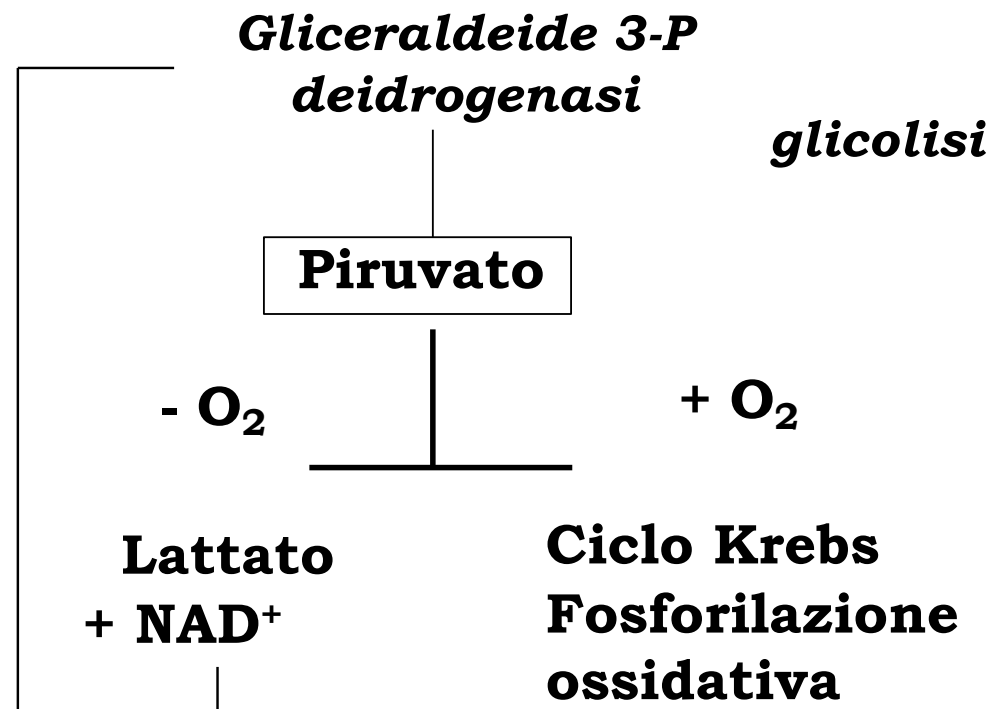 Gliceraldeide 3-P
deidrogenasi
glicolisi
Piruvato
- O₂
+ O₂
Lattato
+ NAD⁺
Ciclo Krebs
Fosforilazione
ossidativa